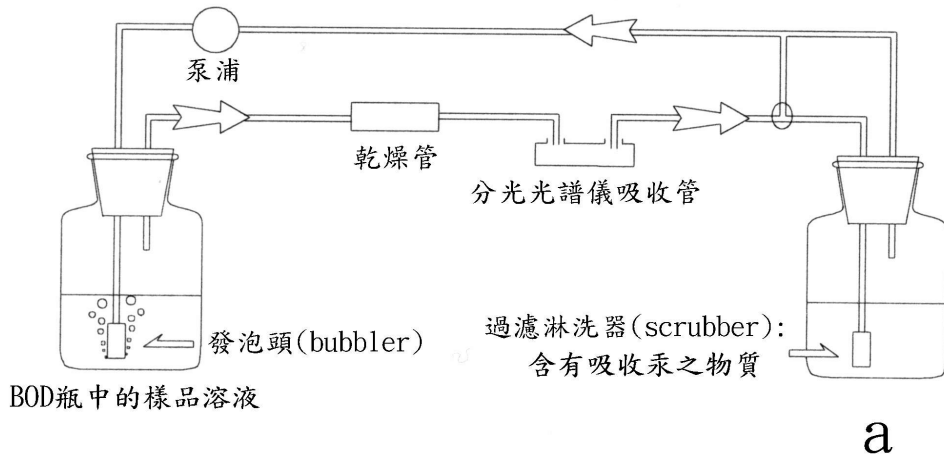 泵浦
乾燥管
分光光譜儀吸收管
發泡頭(bubbler)
BOD瓶中的樣品溶液
過濾淋洗器(scrubber):
含有吸收汞之物質
a